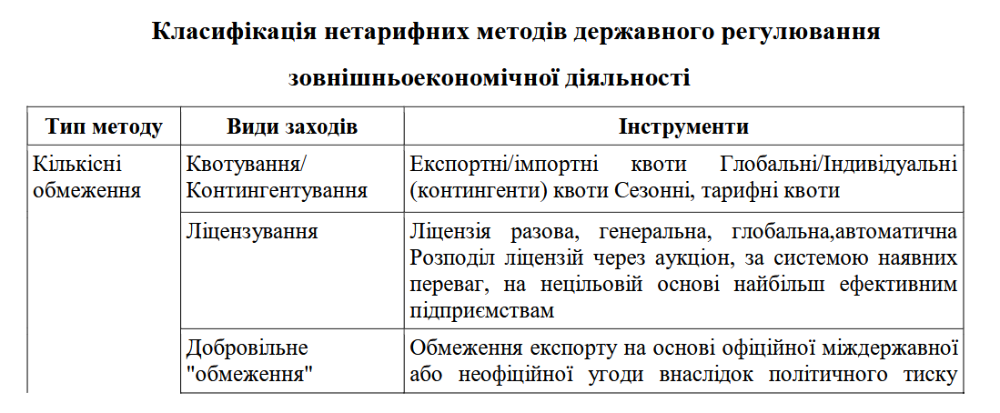 Класифікація нетарифних методів державного регулювання
зовнішньоекономічної діяльності
Тип методу
Види заходів
Інструменти
Кількісні
обмеження
Квотування/
Контингентування
Експортні/імпортні квоти Глобальні/Індивідуальні
(контингенти) квоти Сезонні, тарифні квоти
Ліцензування
Ліцензія разова, генеральна, глобальна,автоматична
Розподіл ліцензій через аукціон, за системою наявних
переваг, на нецільовій основі найбільш ефективним
підприємствам
Добровільне
"обмеження"
Обмеження експорту на основі офіційної міждержавної
або неофіційної угоди внаслідок політичного тиску